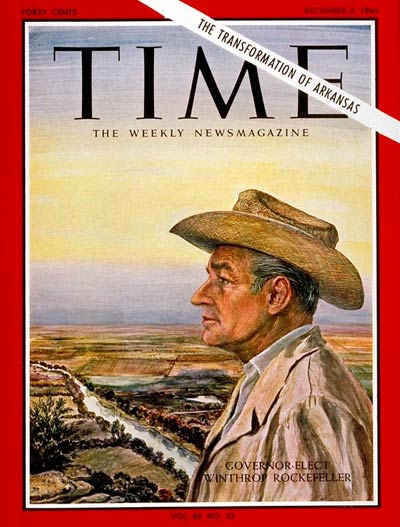 FORTY CENTS
DECEMBER 2, 1966
THE TRANSFORMATION OF ARKANSAS
TIME
THE WEEKLY NEWSMAGAZINE
GOVERNOR-ELECT
WINTHROP ROCKEFELLER
VOL. 88 NO. 23